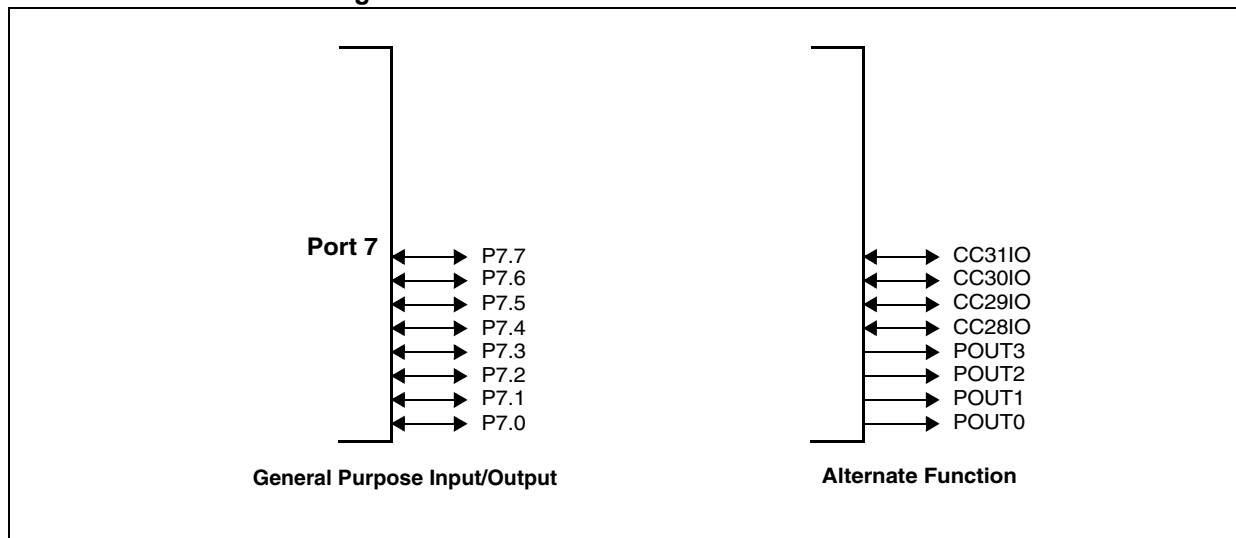 Port 7
P7.7
P7.6
P7.5
P7.4
P7.3
P7.2
P7.1
P7.0
General Purpose Input/Output
CC31IO
CC30IO
CC29IO
CC28IO
POUT3
POUT2
POUT1
POUT0
Alternate Function